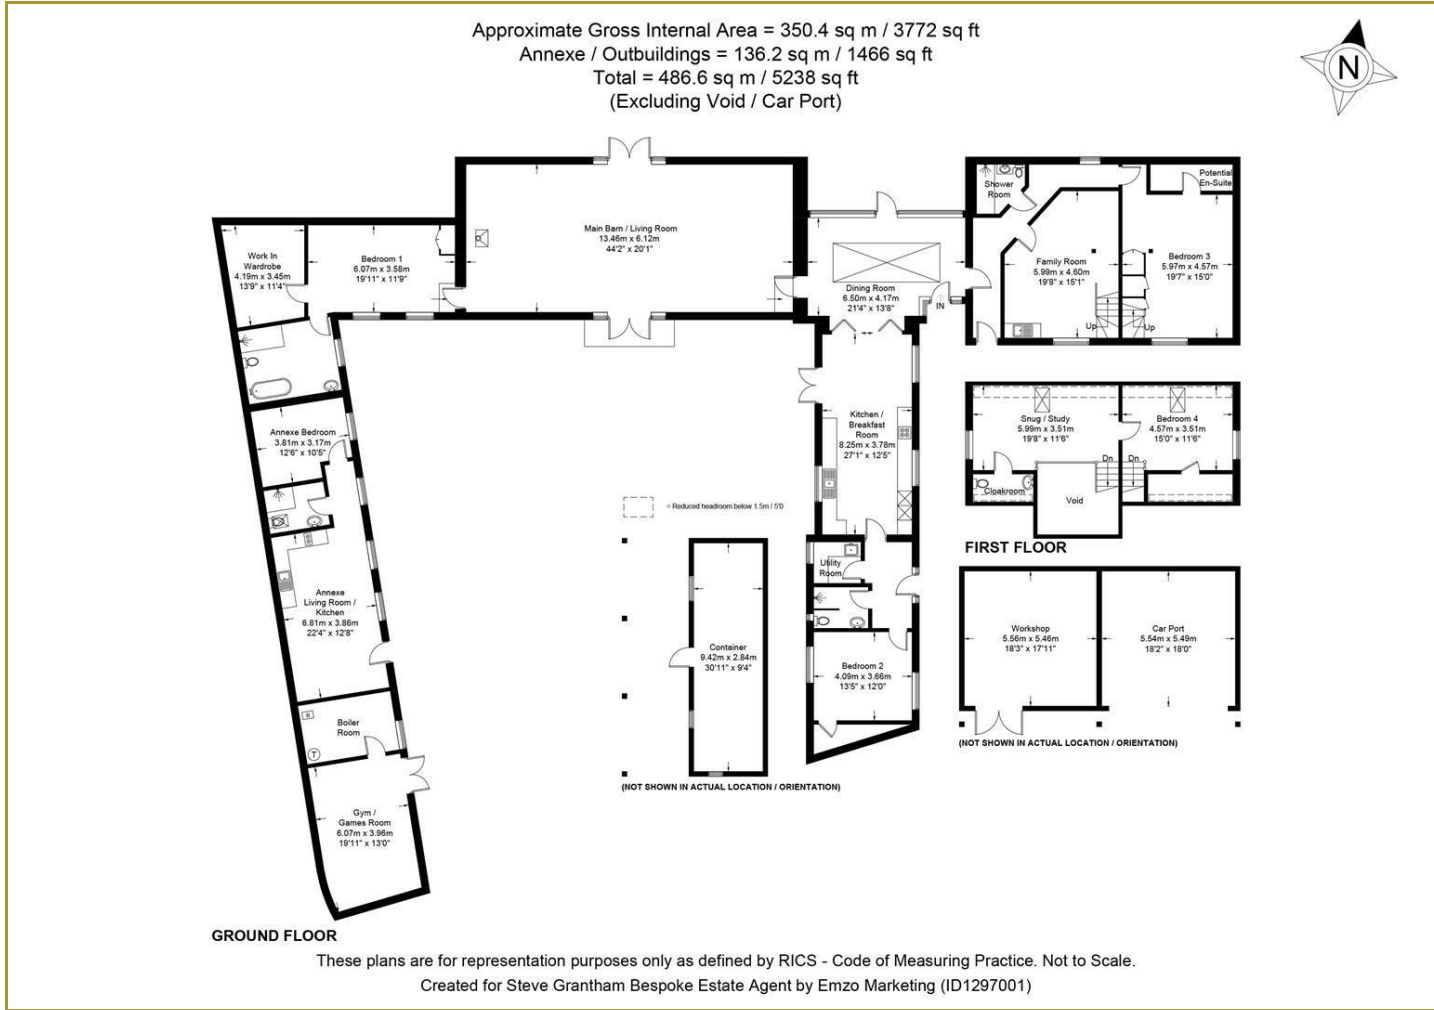 Approximate Gross Internal Area = 350.4 sq m / 3772 sq ft
Annexe / Outbuildings = 136.2 sq m / 1466 sq ft
Total = 486.6 sq m / 5238 sq ft
(Excluding Void / Car Port)
N
Main Barn / Living Room
13.46m x 6.12m
44'2" x 20'1"
Work In
Wardrobe
4.19m x 3.45m
13'9" x 11'4"
Bedroom 1
6.07m x 3.58m
19'11" x 11'9"
Dining Room
6.50m x 4.17m
21'4" x 13'8"
IN
Shower
Room
Family Room
5.99m x 4.60m
19'8" x 15'1"
Up
Potential
En-Suite
Bedroom 3
5.97m x 4.57m
19'7" x 15'0"
Up
Annexe Bedroom
3.81m x 3.17m
12'6" x 10'5"
Kitchen /
Breakfast
Room
8.25m x 3.78m
27'1" x 12'5"
Snug / Study
5.99m x 3.51m
19'8" x 11'6"
Dn
Dn
Bedroom 4
4.57m x 3.51m
15'0" x 11'6"
Cloakroom
Void
FIRST FLOOR
= Reduced headroom below 1.5m / 5'0
Annexe
Living Room /
Kitchen
6.81m x 3.86m
22'4" x 12'8"
Utility
Room
Container
9.42m x 2.84m
30'11" x 9'4"
Bedroom 2
4.09m x 3.66m
13'5" x 12'0"
Workshop
5.56m x 5.46m
18'3" x 17'11"
Car Port
5.54m x 5.49m
18'2" x 18'0"
(NOT SHOWN IN ACTUAL LOCATION / ORIENTATION)
Boiler
Room
T
(NOT SHOWN IN ACTUAL LOCATION / ORIENTATION)
Gym /
Games Room
6.07m x 3.96m
19'11" x 13'0"
GROUND FLOOR
These plans are for representation purposes only as defined by RICS - Code of Measuring Practice. Not to Scale.
Created for Steve Grantham Bespoke Estate Agent by Emzo Marketing (ID1297001)